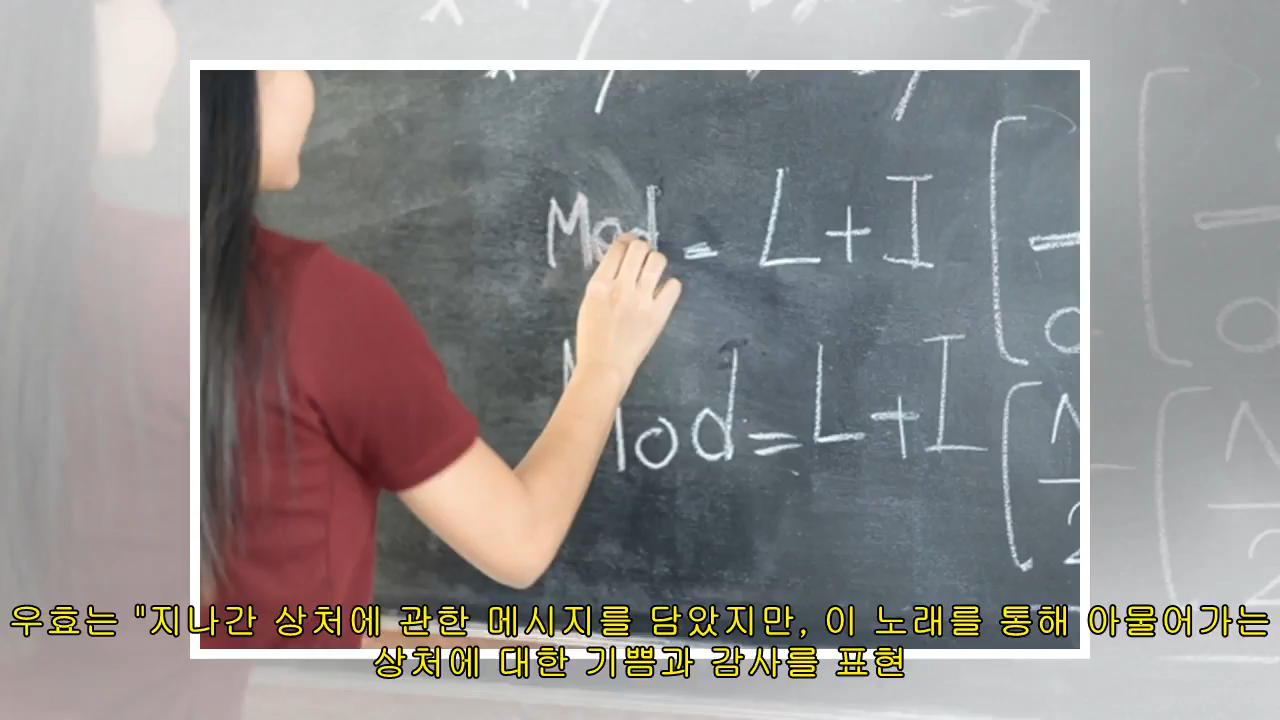 Mod = L + I
Mod = L + I
우효는 "지나간 상처에 관한 메시지를 담았지만, 이 노래를 통해 아물어가는
상처에 대한 기쁨과 감사를 표현